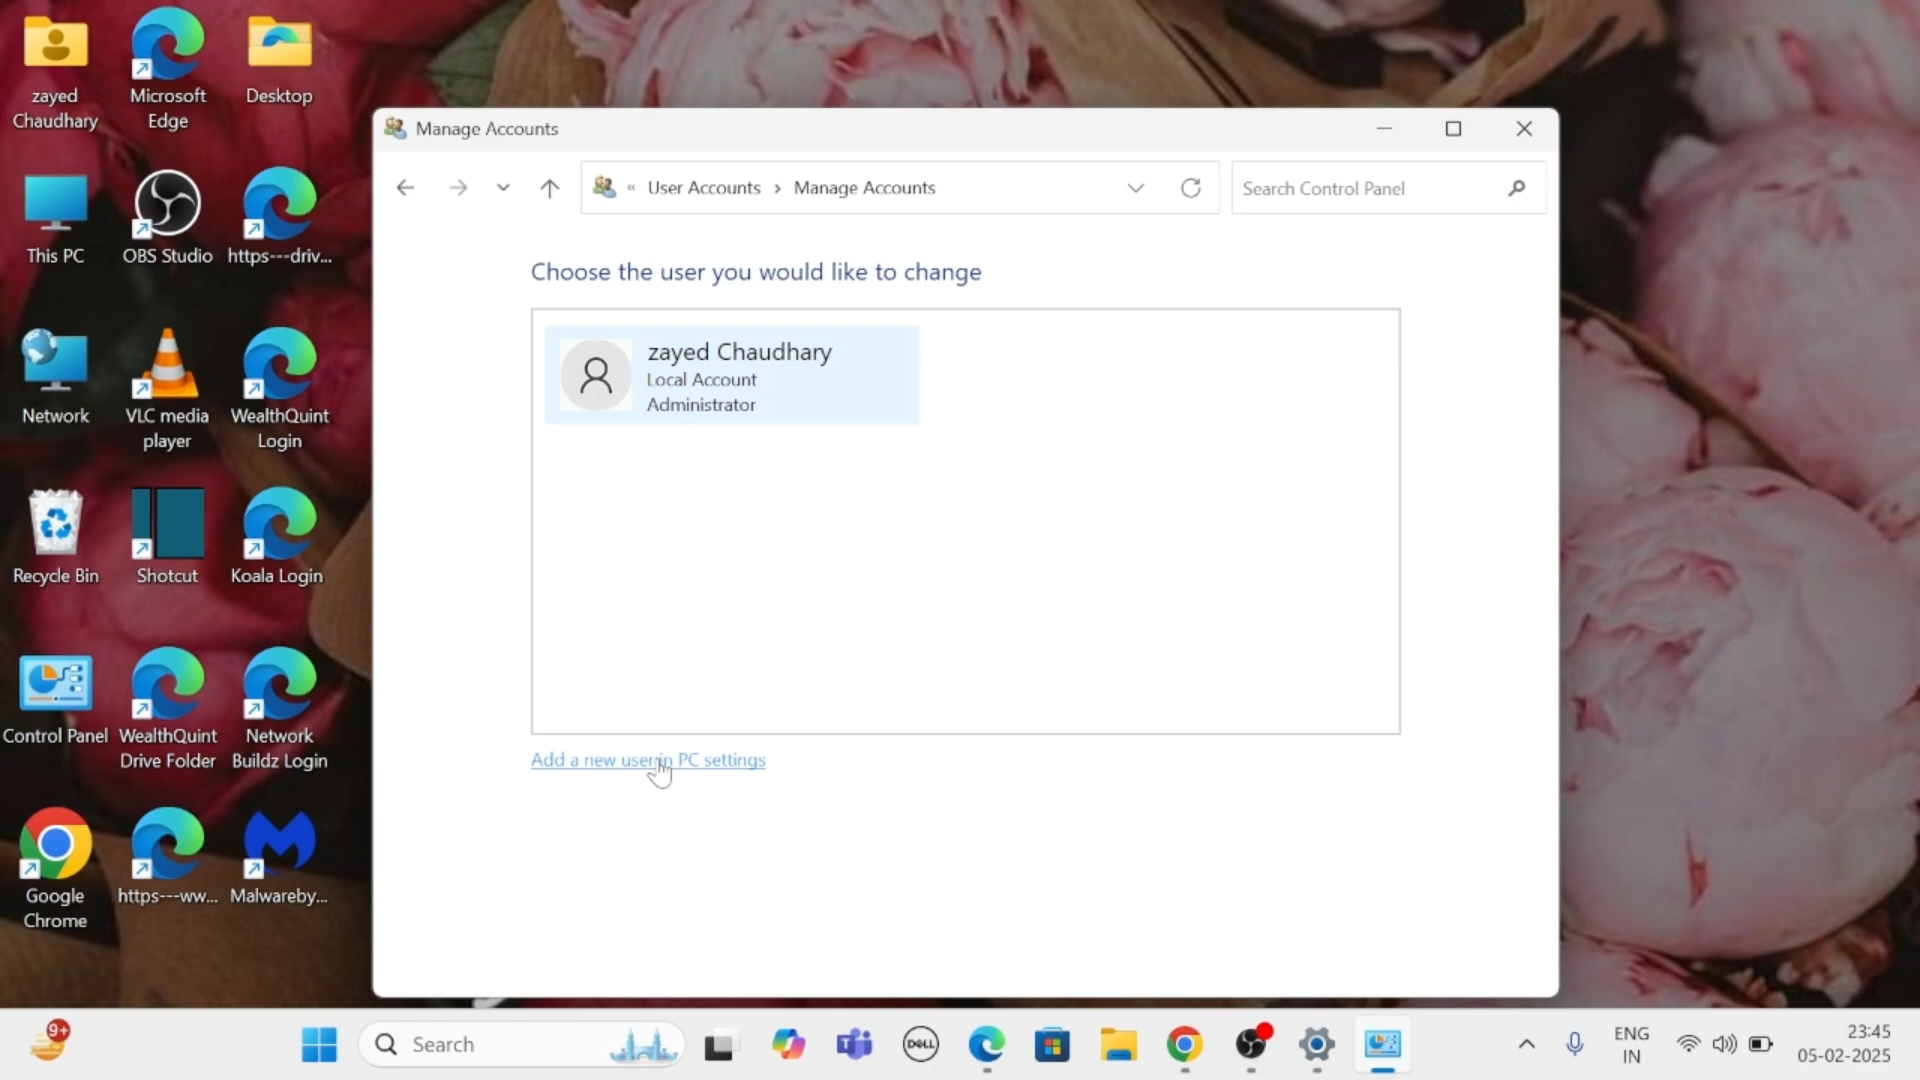 zayed
Chaudhary
Microsoft
Edge
Desktop
This PC
OBS Studio
https---driv...
Network
VLC media
player
WealthQuint
Login
Recycle Bin
Shotcut
Koala Login
Control Panel
WealthQuint
Drive Folder
Network
Buildz Login
Google
Chrome
https---ww...
Malwareby...
Manage Accounts
« User Accounts › Manage Accounts
Search Control Panel
Choose the user you would like to change
zayed Chaudhary
Local Account
Administrator
Add a new user in PC settings
9+
Search
DELL
ENG
IN
23:45
05-02-2025